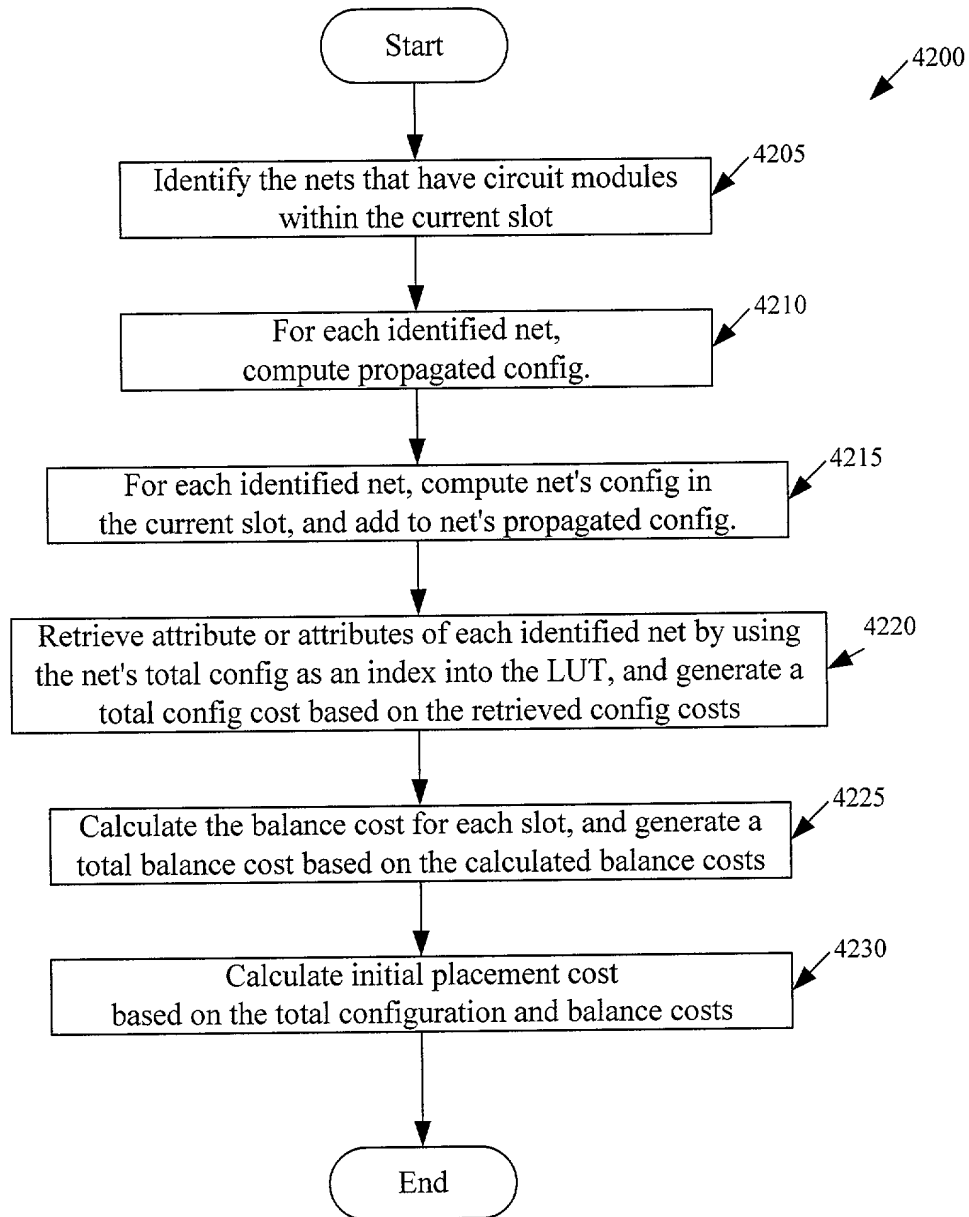 Start
4200
4205
Identify the nets that have circuit modules
within the current slot
4210
For each identified net,
compute propagated config.
4215
For each identified net, compute net's config in
the current slot, and add to net's propagated config.
4220
Retrieve attribute or attributes of each identified net by using
the net's total config as an index into the LUT, and generate a
total config cost based on the retrieved config costs
4225
Calculate the balance cost for each slot, and generate a
total balance cost based on the calculated balance costs
4230
Calculate initial placement cost
based on the total configuration and balance costs
End